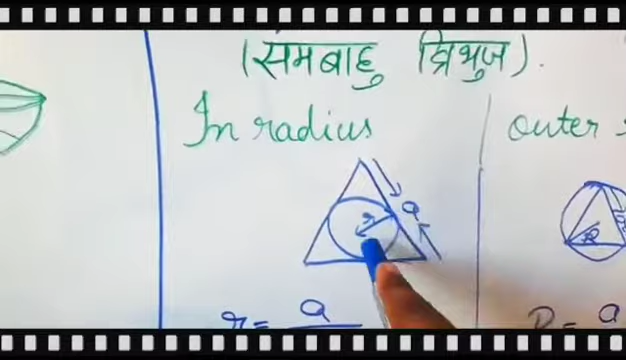 (समबाहु त्रिभुज).
In radius
outer
r
a
a
r = a
R
R = a